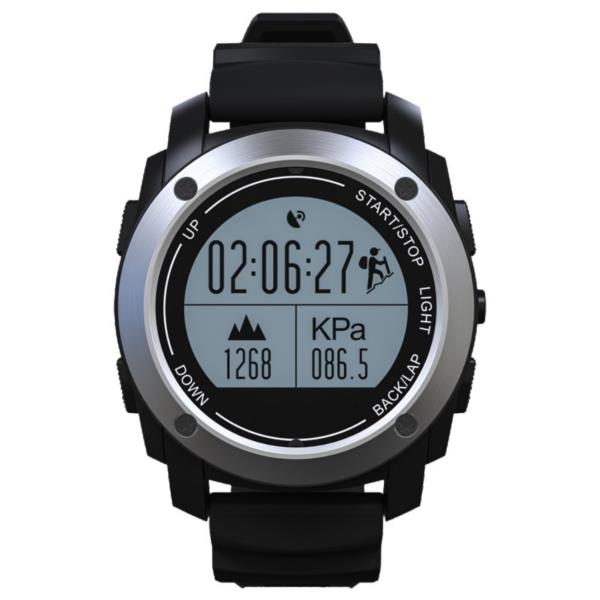 UP
START/STOP
02:06:27
LIGHT
1268
KPa
086.5
DOWN
BACK/LAP